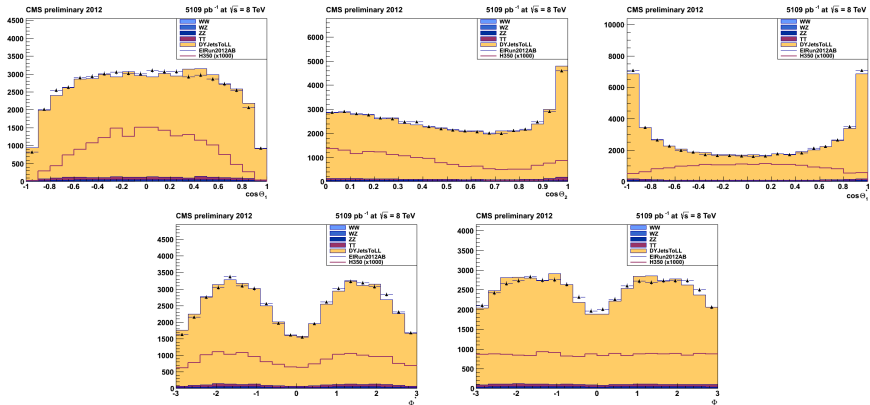 CMS preliminary 2012 5109 pb⁻¹ at √s = 8 TeV
4500
4000
3500
3000
2500
2000
1500
1000
500
0
WW
WZ
ZZ
TT
DYJetsToLL
ElRun2012AB
H350 (x1000)
-1 -0.8 -0.6 -0.4 -0.2 0 0.2 0.4 0.6 0.8 1
cosΘ₁
CMS preliminary 2012 5109 pb⁻¹ at √s = 8 TeV
6000
5000
4000
3000
2000
1000
0
WW
WZ
ZZ
TT
DYJetsToLL
ElRun2012AB
H350 (x1000)
0 0.1 0.2 0.3 0.4 0.5 0.6 0.7 0.8 0.9 1
cosΘ₂
CMS preliminary 2012 5109 pb⁻¹ at √s = 8 TeV
10000
8000
6000
4000
2000
0
WW
WZ
ZZ
TT
DYJetsToLL
ElRun2012AB
H350 (x1000)
-1 -0.8 -0.6 -0.4 -0.2 0 0.2 0.4 0.6 0.8 1
cosΘ₁*
CMS preliminary 2012 5109 pb⁻¹ at √s = 8 TeV
5000
4500
4000
3500
3000
2500
2000
1500
1000
500
0
WW
WZ
ZZ
TT
DYJetsToLL
ElRun2012AB
H350 (x1000)
-3 -2 -1 0 1 2 3
Φ
CMS preliminary 2012 5109 pb⁻¹ at √s = 8 TeV
4000
3500
3000
2500
2000
1500
1000
500
0
WW
WZ
ZZ
TT
DYJetsToLL
ElRun2012AB
H350 (x1000)
-3 -2 -1 0 1 2 3
Φ